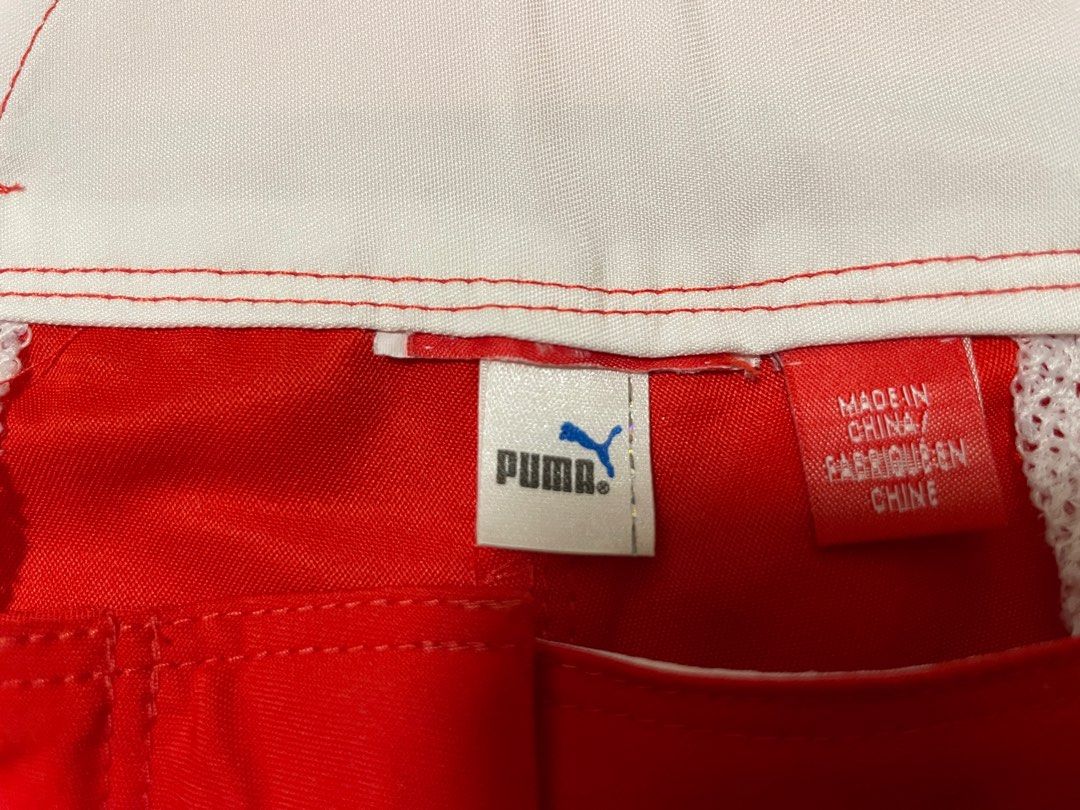 PUMA®
MADE IN
CHINA/
FABRIQUÉ EN
CHINE